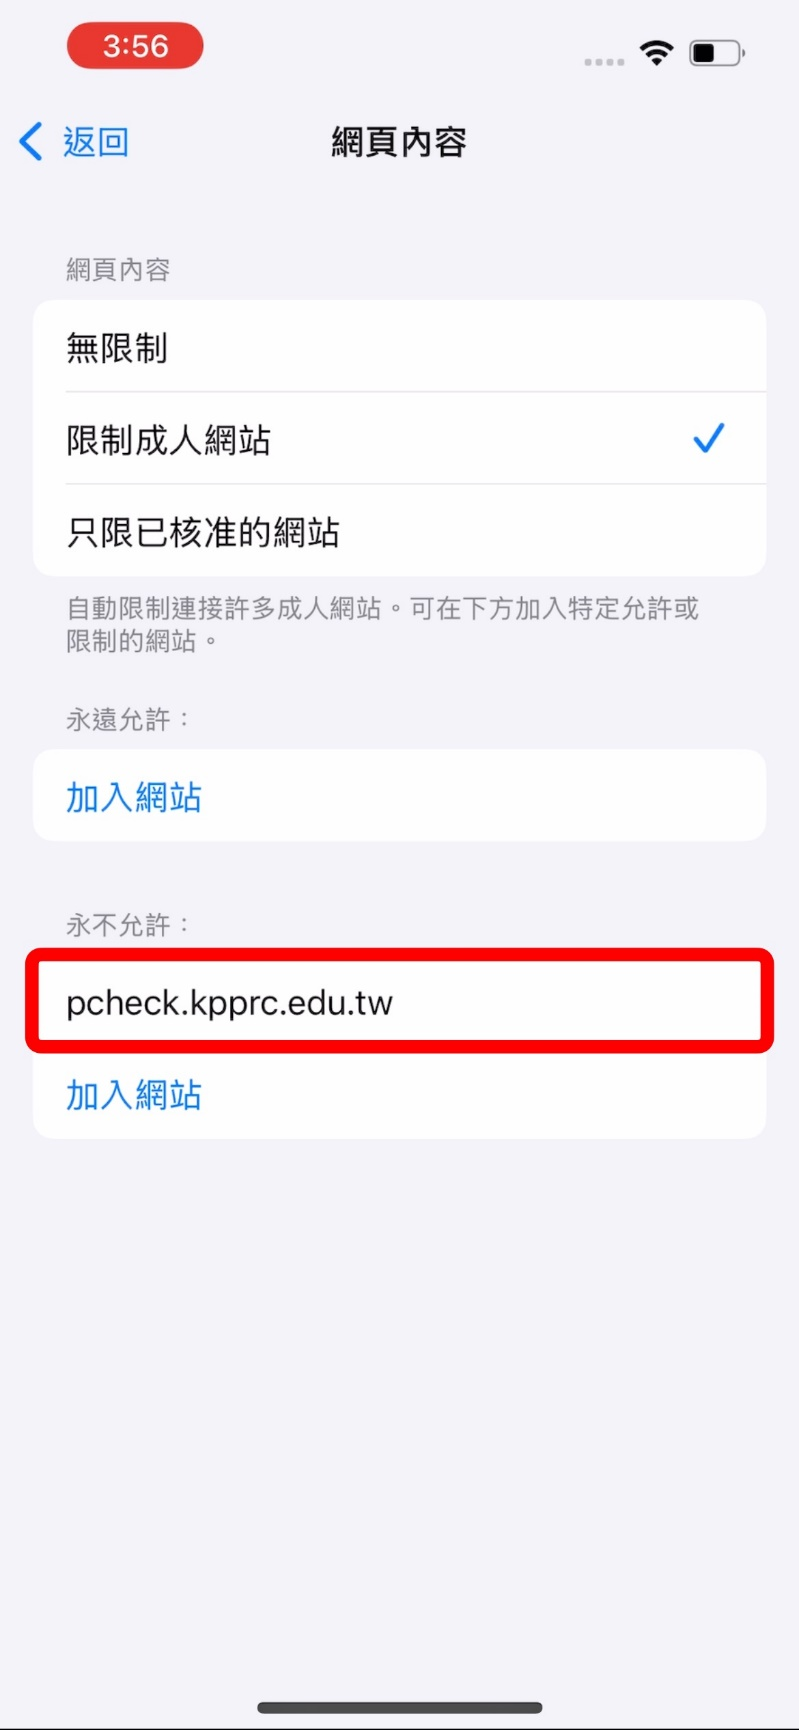 3:56
返回
網頁內容
網頁內容
無限制
限制成人網站
只限已核准的網站
自動限制連接許多成人網站。可在下方加入特定允許或
限制的網站。
永遠允許：
加入網站
永不允許：
pcheck.kpprc.edu.tw
加入網站